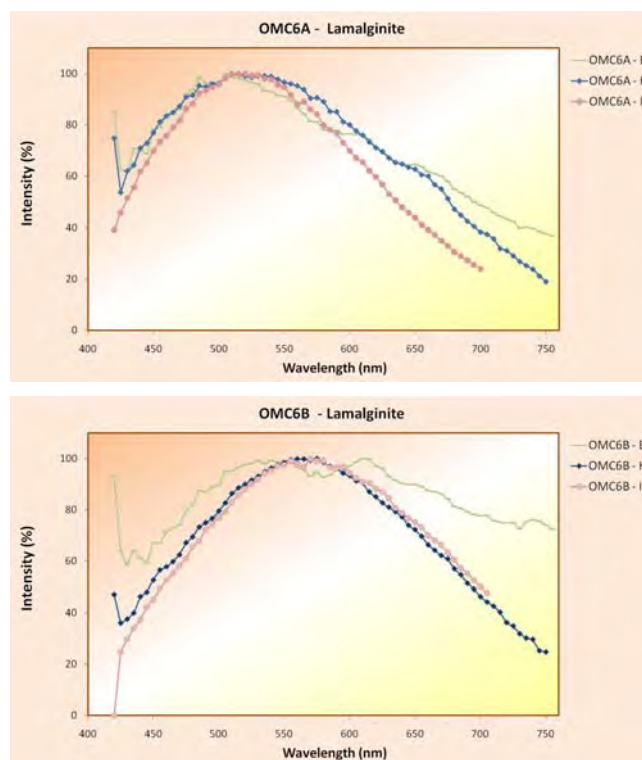 OMC6A - Lamalginite
100
80
60
40
20
0
Intensity (%)
400 450 500 550 600 650 700 750
Wavelength (nm)
OMC6A -
OMC6A -
OMC6A -
OMC6B - Lamalginite
100
80
60
40
20
0
Intensity (%)
400 450 500 550 600 650 700 750
Wavelength (nm)
OMC6B -
OMC6B -
OMC6B - I